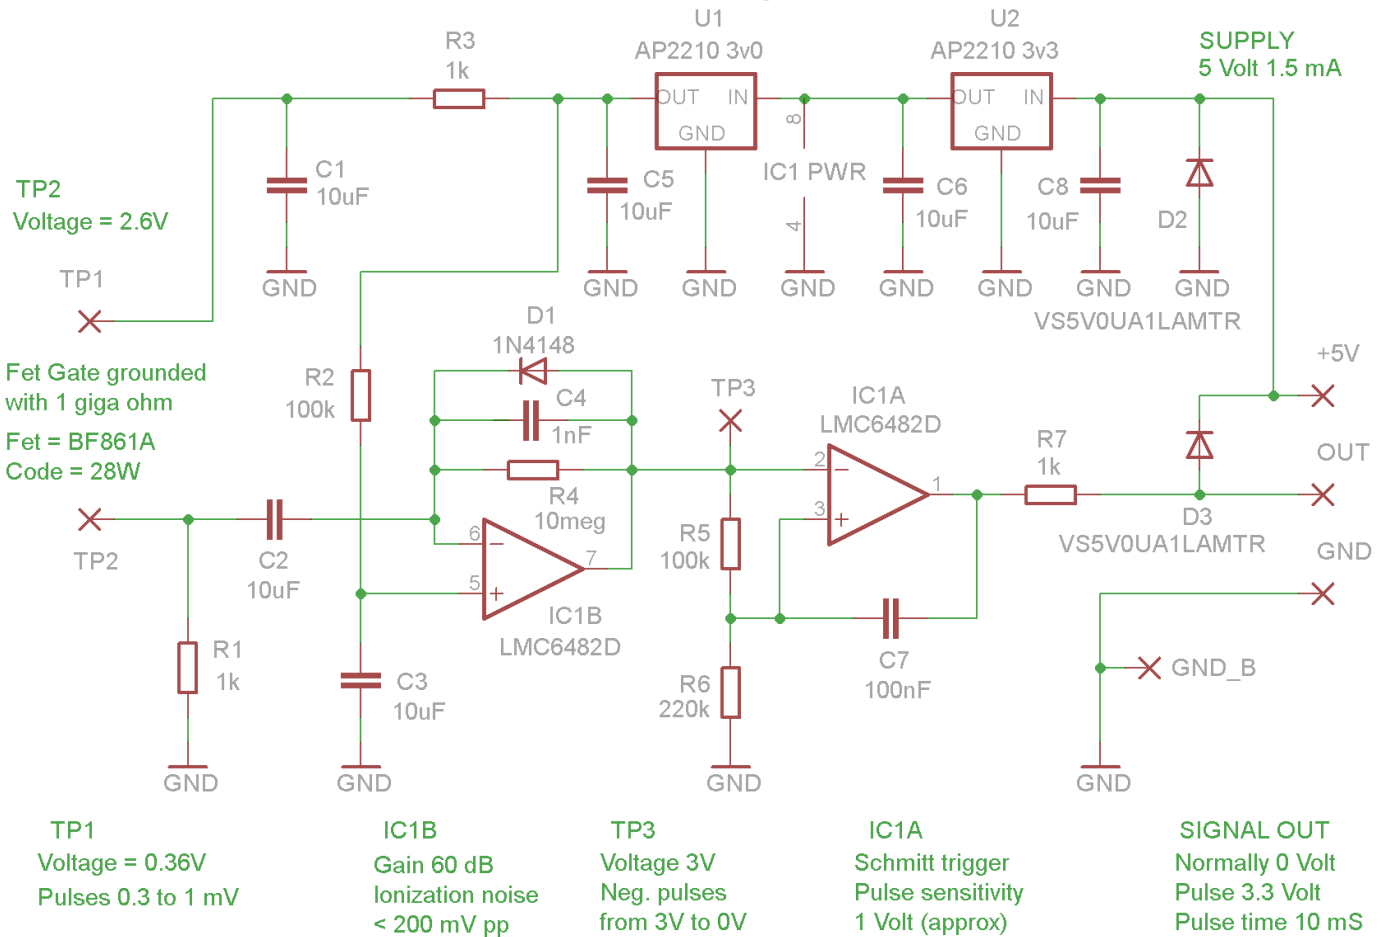 U1
AP2210 3v0
U2
AP2210 3v3
SUPPLY
5 Volt 1.5 mA
R3
1k
OUT IN
GND
OUT IN
GND
8
IC1 PWR
4
C1
10uF
C5
10uF
C6
10uF
C8
10uF
D2
TP2
Voltage = 2.6V
GND
GND
GND
GND
GND
GND
GND
GND
VS5V0UA1LAMTR
TP1
Fet Gate grounded
with 1 giga ohm
Fet = BF861A
Code = 28W
R2
100k
D1
1N4148
C4
1nF
R4
10meg
TP3
IC1A
LMC6482D
2
3
1
R7
1k
+5V
OUT
GND
D3
VS5V0UA1LAMTR
TP2
C2
10uF
6
5
7
IC1B
LMC6482D
R5
100k
R1
1k
C3
10uF
R6
220k
C7
100nF
GND_B
GND
GND
GND
GND
TP1
Voltage = 0.36V
Pulses 0.3 to 1 mV
IC1B
Gain 60 dB
Ionization noise
< 200 mV pp
TP3
Voltage 3V
Neg. pulses
from 3V to 0V
IC1A
Schmitt trigger
Pulse sensitivity
1 Volt (approx)
SIGNAL OUT
Normally 0 Volt
Pulse 3.3 Volt
Pulse time 10 mS